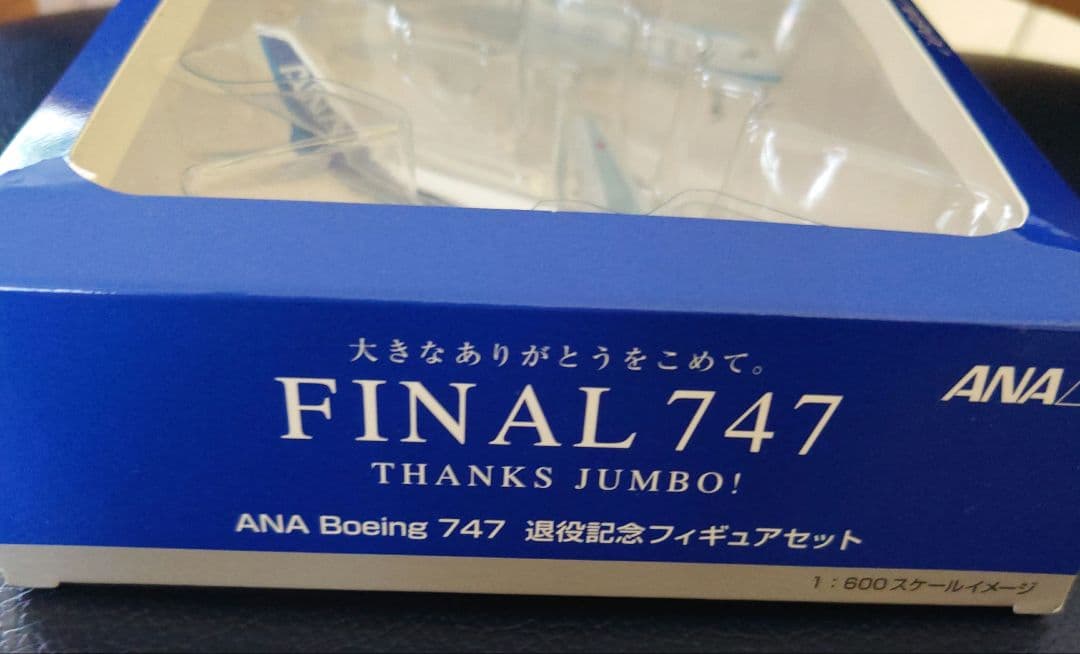 大きなありがとうをこめて。
FINAL 747
THANKS JUMBO!
ANA
ANA Boeing 747 退役記念フィギュアセット
1:600スケールイメージ